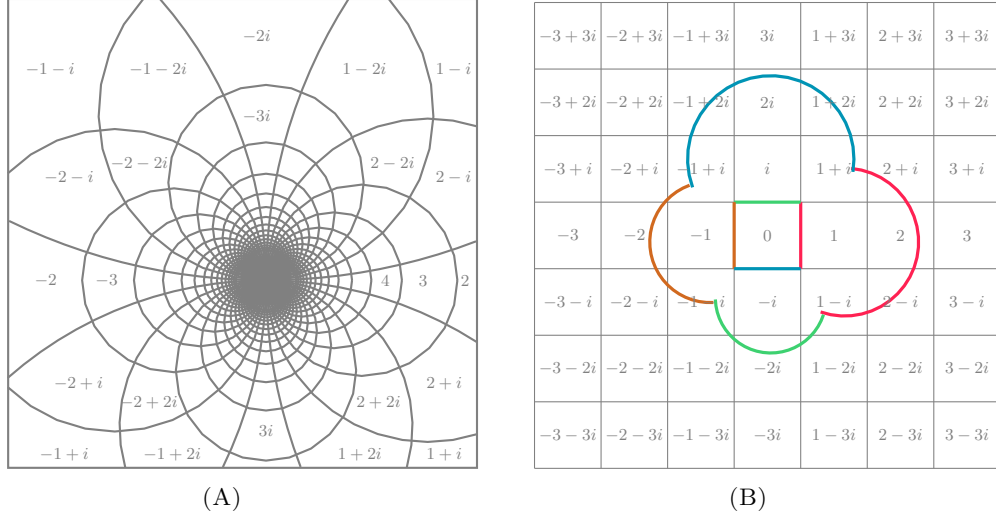 −2i
−1 − i
−1 − 2i
1 − 2i
1 − i
−3i
−2 − 2i
2 − 2i
−2 − i
2 − i
−2
−3
4
3
2
−2 + i
2 + i
−2 + 2i
2 + 2i
3i
−1 + i
−1 + 2i
1 + 2i
1 + i
(A)
−3 + 3i −2 + 3i −1 + 3i 3i 1 + 3i 2 + 3i 3 + 3i
−3 + 2i −2 + 2i −1 + 2i 2i 1 + 2i 2 + 2i 3 + 2i
−3 + i −2 + i −1 + i i 1 + i 2 + i 3 + i
−3 −2 −1 0 1 2 3
−3 − i −2 − i −1 − i −i 1 − i 2 − i 3 − i
−3 − 2i −2 − 2i −1 − 2i −2i 1 − 2i 2 − 2i 3 − 2i
−3 − 3i −2 − 3i −1 − 3i −3i 1 − 3i 2 − 3i 3 − 3i
(B)